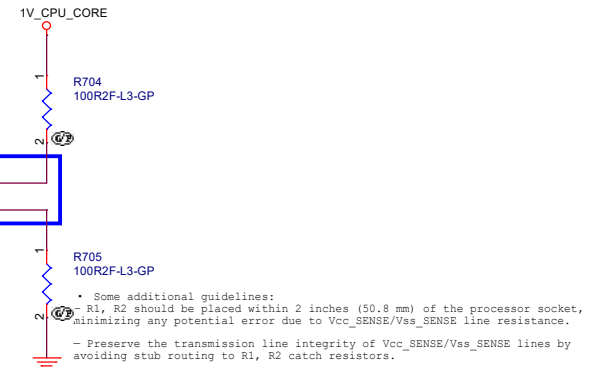 1V_CPU_CORE
1
R704
100R2F-L3-GP
2
G/P
1
R705
100R2F-L3-GP
2
G/P
• Some additional guidelines:
– R1, R2 should be placed within 2 inches (50.8 mm) of the processor socket,
minimizing any potential error due to Vcc_SENSE/Vss_SENSE line resistance.
– Preserve the transmission line integrity of Vcc_SENSE/Vss_SENSE lines by
avoiding stub routing to R1, R2 catch resistors.